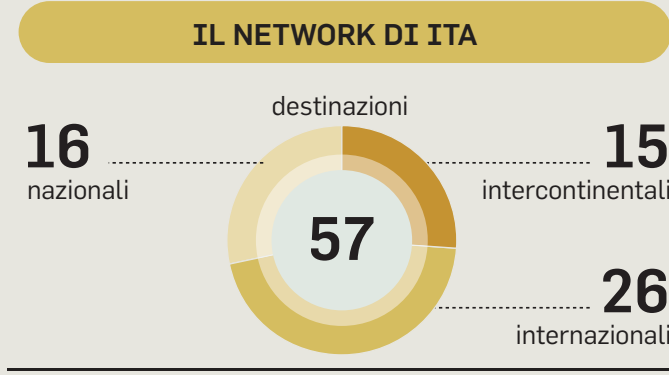 IL NETWORK DI ITA
destinazioni
16
nazionali
15
intercontinentali
57
26
internazionali